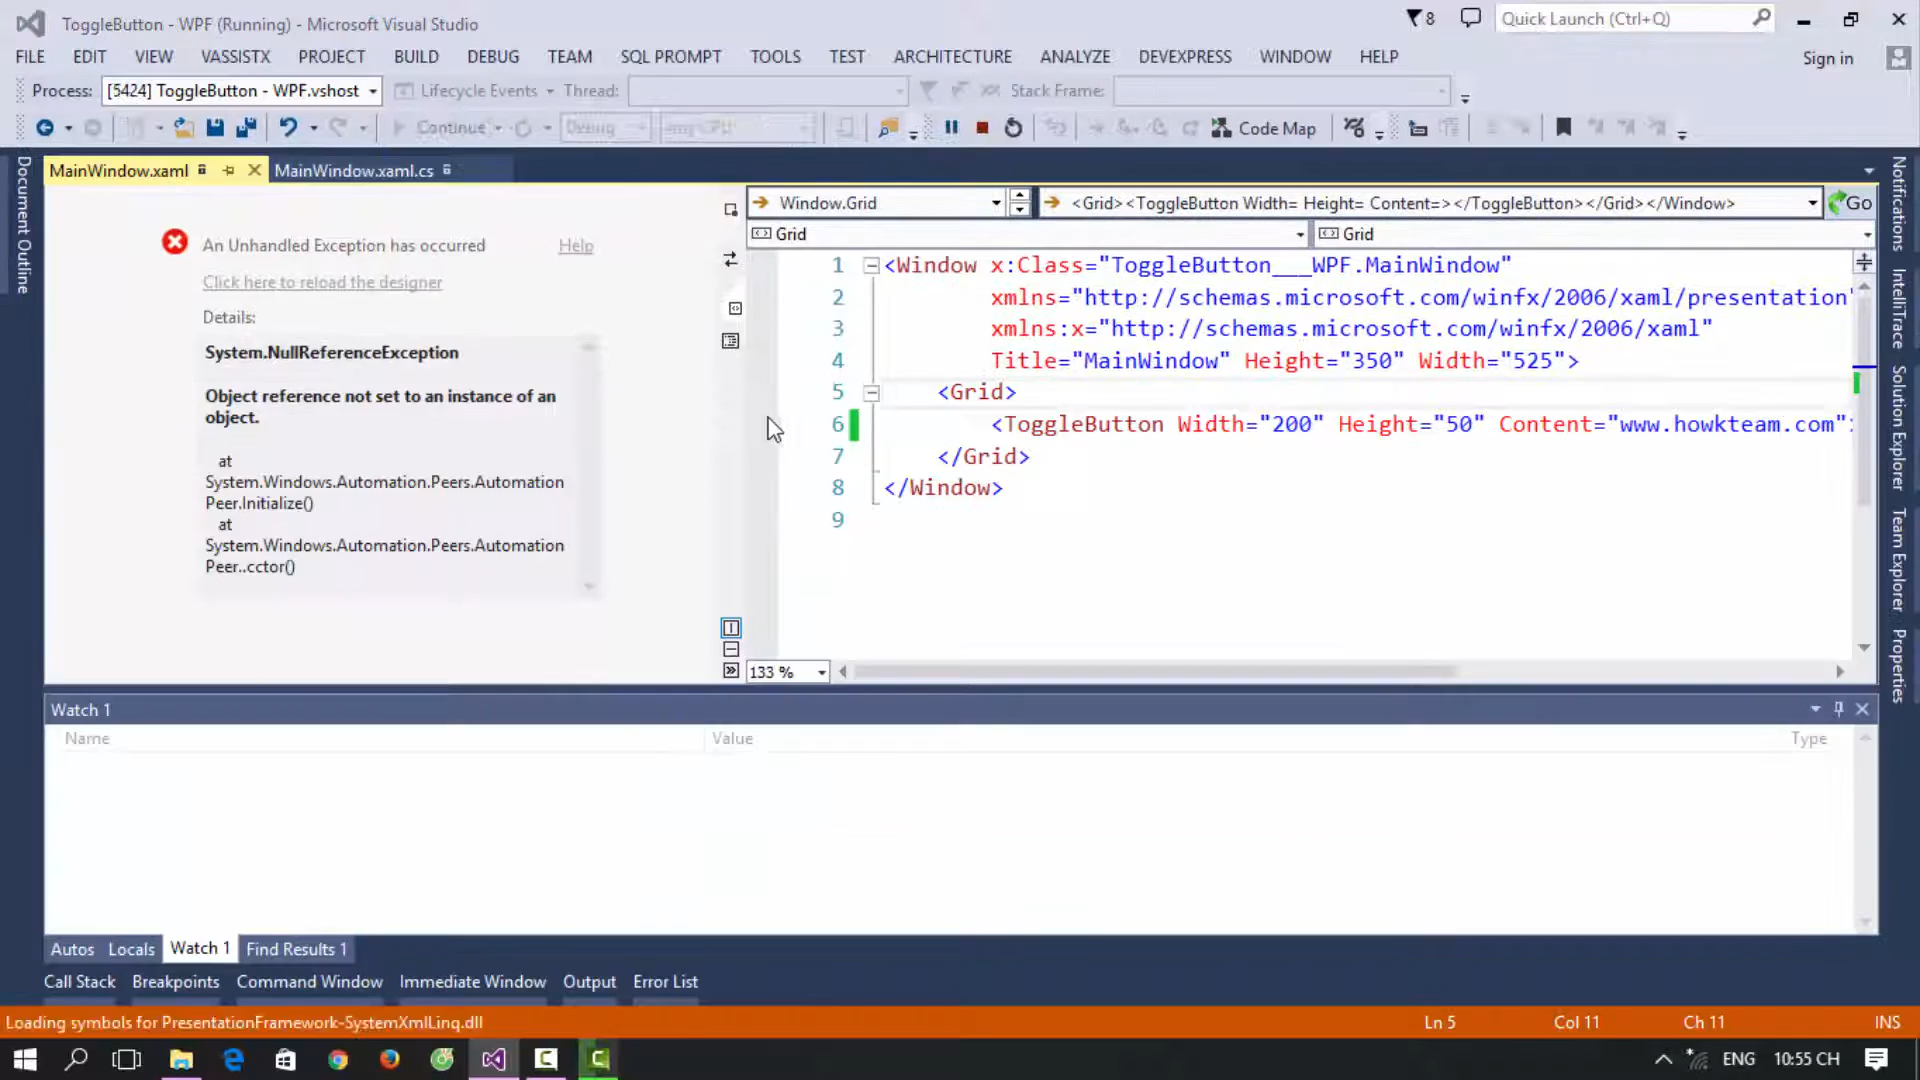 ToggleButton - WPF (Running) - Microsoft Visual Studio
8
Quick Launch (Ctrl+Q)
FILE EDIT VIEW VASSISTX PROJECT BUILD DEBUG TEAM SQL PROMPT TOOLS TEST ARCHITECTURE ANALYZE DEVEXPRESS WINDOW HELP
Sign in
Process: [5424] ToggleButton - WPF.vshost Lifecycle Events Thread: Stack Frame:
Continue Debug Code Map
MainWindow.xaml MainWindow.xaml.cs
Document Outline
Window.Grid <Grid><ToggleButton Width= Height= Content=></ToggleButton></Grid></Window> Go
Grid Grid
An Unhandled Exception has occurred Help
Click here to reload the designer
Details:
System.NullReferenceException
Object reference not set to an instance of an
object.
at
System.Windows.Automation.Peers.Automation
Peer.Initialize()
at
System.Windows.Automation.Peers.Automation
Peer..cctor()
1 <Window x:Class="ToggleButton___WPF.MainWindow"
2 xmlns="http://schemas.microsoft.com/winfx/2006/xaml/presentation"
3 xmlns:x="http://schemas.microsoft.com/winfx/2006/xaml"
4 Title="MainWindow" Height="350" Width="525">
5 <Grid>
6 <ToggleButton Width="200" Height="50" Content="www.howkteam.com">
7 </Grid>
8 </Window>
9
133 %
Notifications
IntelliTrace
Solution Explorer
Team Explorer
Properties
Watch 1
Name Value Type
Autos Locals Watch 1 Find Results 1
Call Stack Breakpoints Command Window Immediate Window Output Error List
Loading symbols for PresentationFramework-SystemXmlLinq.dll
Ln 5 Col 11 Ch 11 INS
ENG 10:55 CH